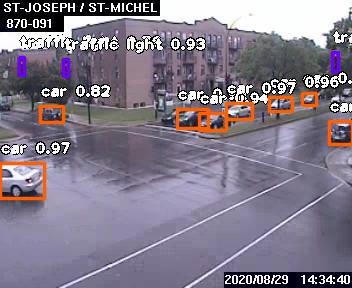 ST-JOSEPH / ST-MICHEL
870-091
traffic light 0.93
car 0.82
car
0.94
0.97
0.96
car
car 0.97
2020/08/29 14:34:40